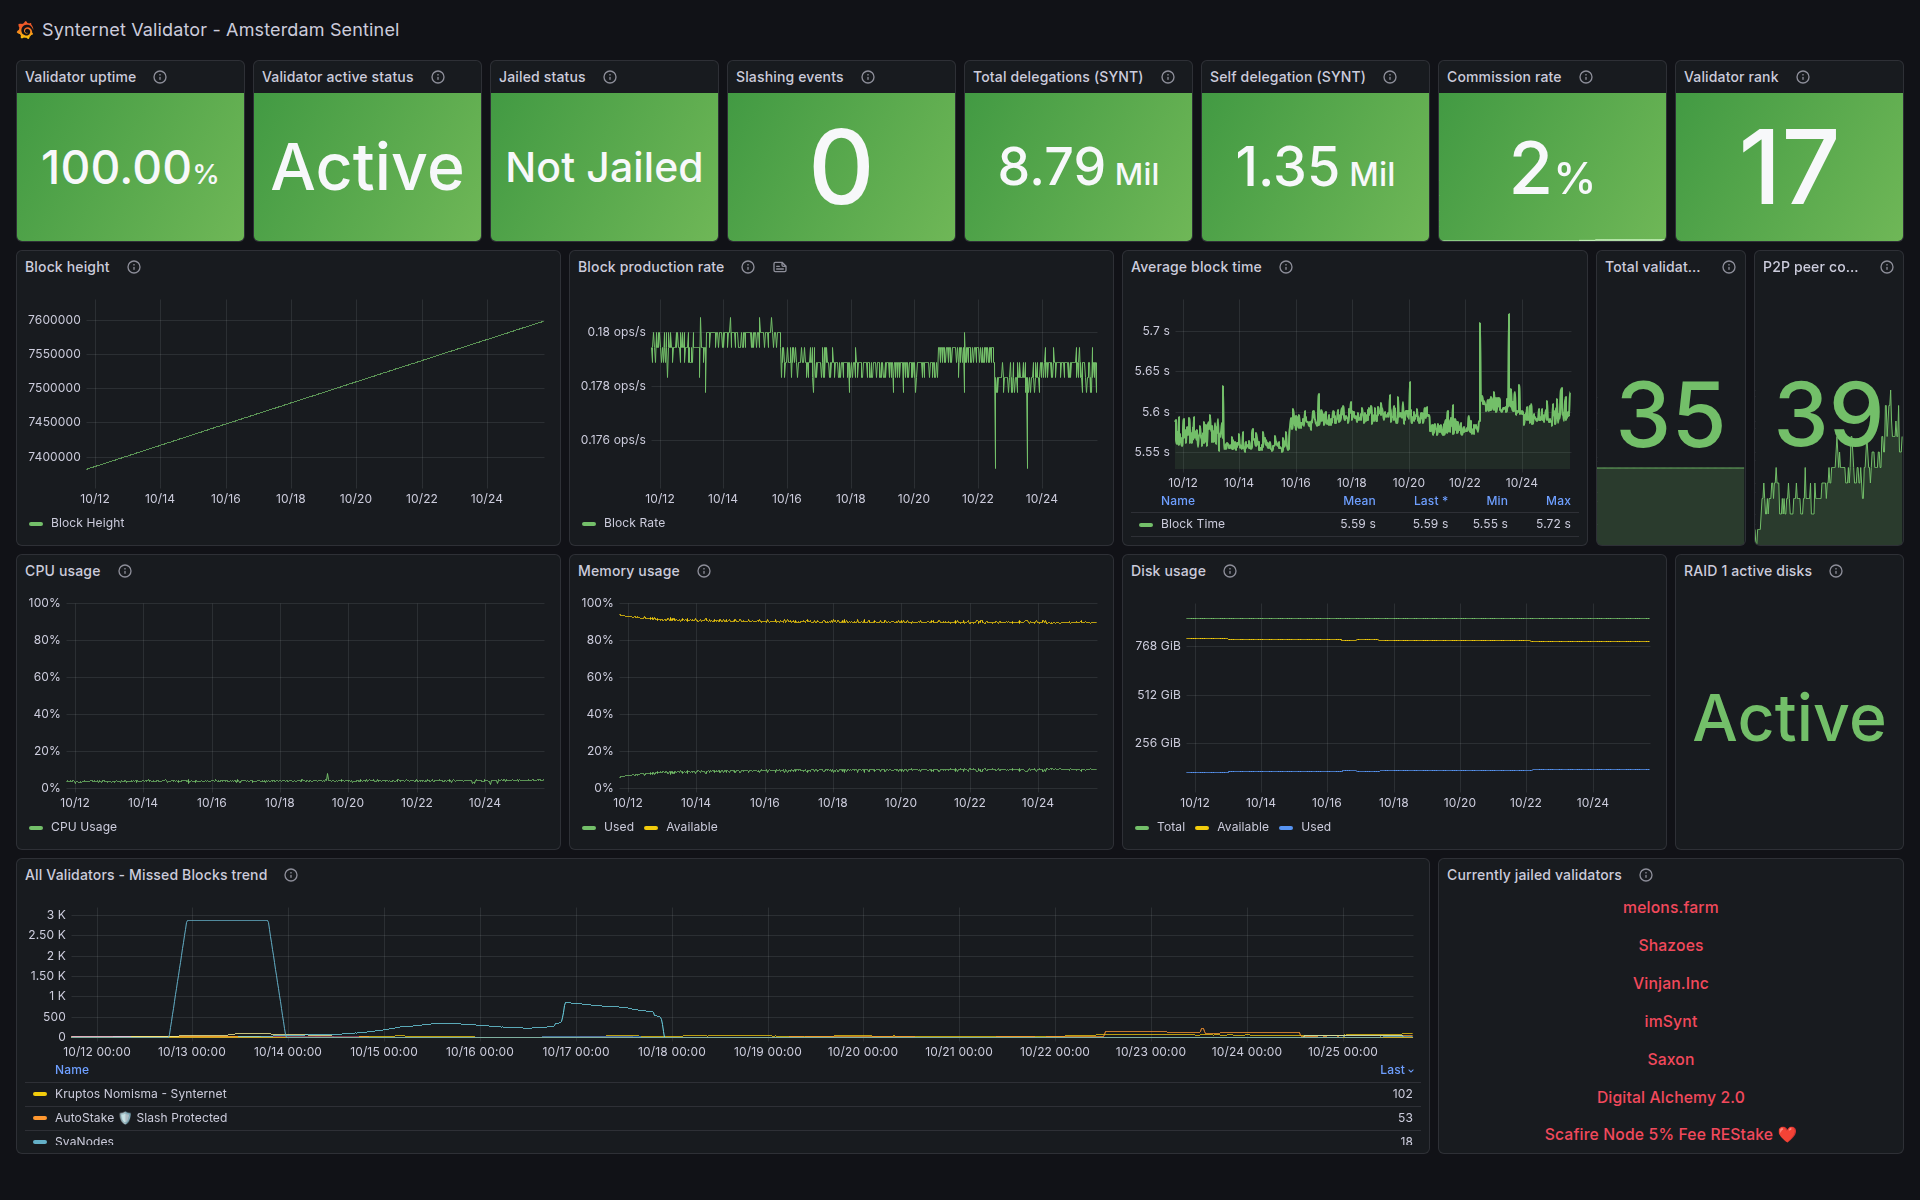 Synternet Validator - Amsterdam Sentinel
Validator uptime
100.00%
Validator active status
Active
Jailed status
Not Jailed
Slashing events
0
Total delegations (SYNT)
8.79 Mil
Self delegation (SYNT)
1.35 Mil
Commission rate
2%
Validator rank
17
Block height
7600000
7550000
7500000
7450000
7400000
10/12 10/14 10/16 10/18 10/20 10/22 10/24
Block Height
Block production rate
0.18 ops/s
0.178 ops/s
0.176 ops/s
10/12 10/14 10/16 10/18 10/20 10/22 10/24
Block Rate
Average block time
5.7 s
5.65 s
5.6 s
5.55 s
10/12 10/14 10/16 10/18 10/20 10/22 10/24
Name Mean Last * Min Max
Block Time 5.59 s 5.59 s 5.55 s 5.72 s
Total validat...
35
P2P peer co...
39
CPU usage
100%
80%
60%
40%
20%
0%
10/12 10/14 10/16 10/18 10/20 10/22 10/24
CPU Usage
Memory usage
100%
80%
60%
40%
20%
0%
10/12 10/14 10/16 10/18 10/20 10/22 10/24
Used Available
Disk usage
768 GiB
512 GiB
256 GiB
10/12 10/14 10/16 10/18 10/20 10/22 10/24
Total Available Used
RAID 1 active disks
Active
All Validators - Missed Blocks trend
3 K
2.50 K
2 K
1.50 K
1 K
500
0
10/12 00:00 10/13 00:00 10/14 00:00 10/15 00:00 10/16 00:00 10/17 00:00 10/18 00:00 10/19 00:00 10/20 00:00 10/21 00:00 10/22 00:00 10/23 00:00 10/24 00:00 10/25 00:00
Name Last
Kruptos Nomisma - Synternet 102
AutoStake 🛡️ Slash Protected 53
SvaNodes 18
Currently jailed validators
melons.farm
Shazoes
Vinjan.Inc
imSynt
Saxon
Digital Alchemy 2.0
Scafire Node 5% Fee REStake ❤️